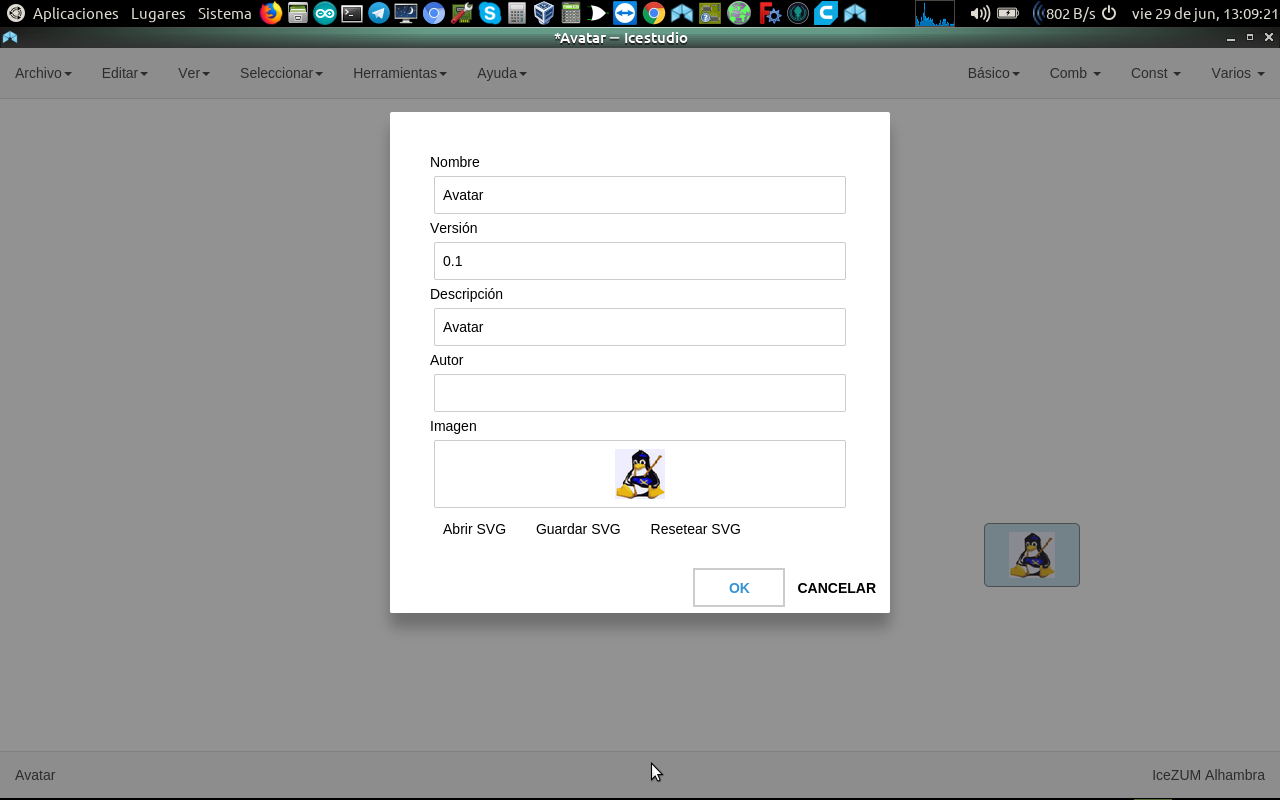 Aplicaciones Lugares Sistema 802 B/s vie 29 de jun, 13:09:21
*Avatar — Icestudio
Archivo Editar Ver Seleccionar Herramientas Ayuda Básico Comb Const Varios
Nombre
Avatar
Versión
0.1
Descripción
Avatar
Autor
Imagen
Abrir SVG Guardar SVG Resetear SVG
OK CANCELAR
Avatar IceZUM Alhambra